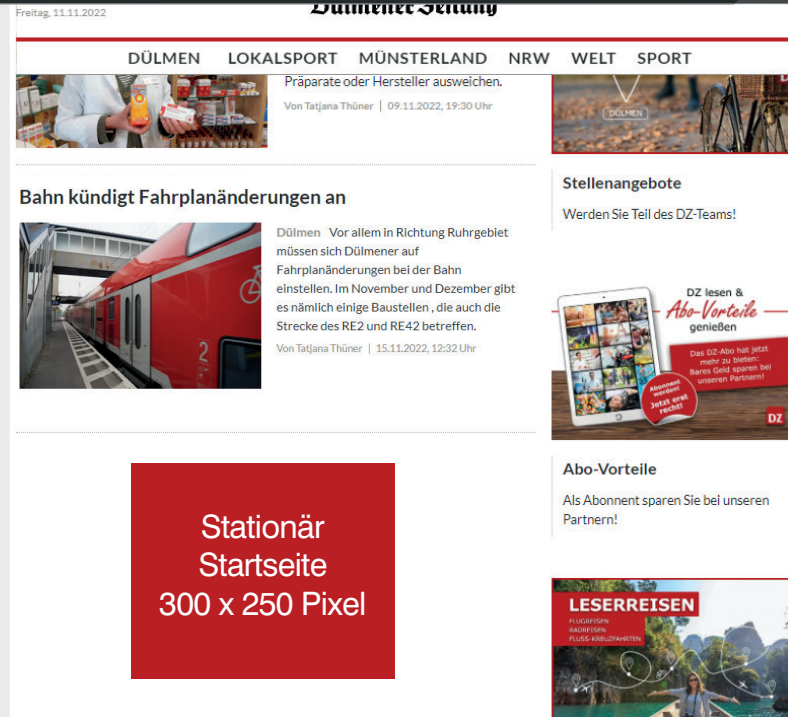 Freitag, 11.11.2022
Dülmener Zeitung
DÜLMEN LOKALSPORT MÜNSTERLAND NRW WELT SPORT
Präparate oder Hersteller ausweichen.
Von Tatjana Thüner | 09.11.2022, 19:30 Uhr
Bahn kündigt Fahrplanänderungen an
Dülmen Vor allem in Richtung Ruhrgebiet
müssen sich Dülmener auf
Fahrplanänderungen bei der Bahn
einstellen. Im November und Dezember gibt
es nämlich einige Baustellen , die auch die
Strecke des RE2 und RE42 betreffen.
Von Tatjana Thüner | 15.11.2022, 12:32 Uhr
2
Stationär
Startseite
300 x 250 Pixel
DÜLMEN
Stellenangebote
Werden Sie Teil des DZ-Teams!
DZ lesen &
Abo-Vorteile
genießen
Das DZ-Abo hat jetzt
mehr zu bieten:
Bares Geld sparen bei
unseren Partnern!
Abonnent
werden!
Jetzt erst
recht!
DZ
Abo-Vorteile
Als Abonnent sparen Sie bei unseren
Partnern!
LESERREISEN
FLUGREISEN
RADREISEN
FLUSS-KREUZFAHRTEN